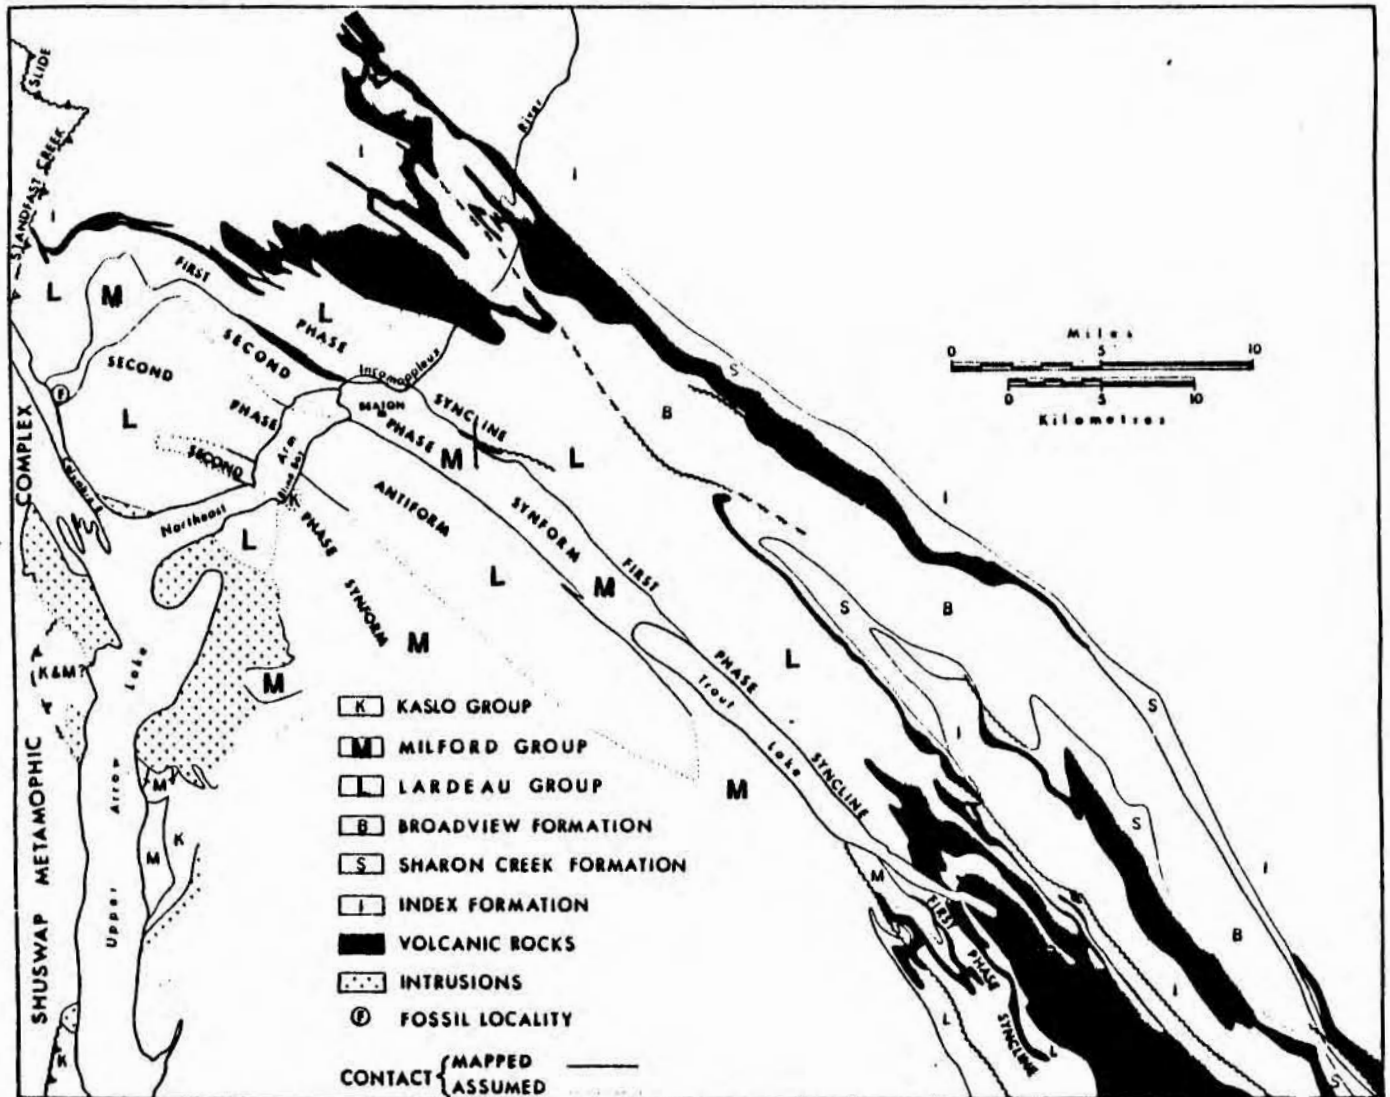 STANDFAST CREEK SLIDE
River
I
I
I
L
M
FIRST
PHASE
L
SECOND
PHASE
SYNFORM
SECOND
PHASE
ANTIFORM
SECOND
PHASE
SYNFORM
L
F
Incomappleux
BEATON
SYNCLINE
M
L
Arm
Northeast
K
L
L
M
M
FIRST
PHASE
SYNCLINE
Trout
Lake
L
M
M
S
B
I
S
B
I
S
S
I
B
I
S
M
FIRST
PHASE
SYNCLINE
L
Miles
0 5 10
0 5 10
Kilometres
COMPLEX
SHUSWAP METAMOPHIC
(K&M?
Upper Arrow Lake
M
M
K
K
K KASLO GROUP
M MILFORD GROUP
L LARDEAU GROUP
B BROADVIEW FORMATION
S SHARON CREEK FORMATION
I INDEX FORMATION
VOLCANIC ROCKS
INTRUSIONS
F FOSSIL LOCALITY
CONTACT { MAPPED
ASSUMED